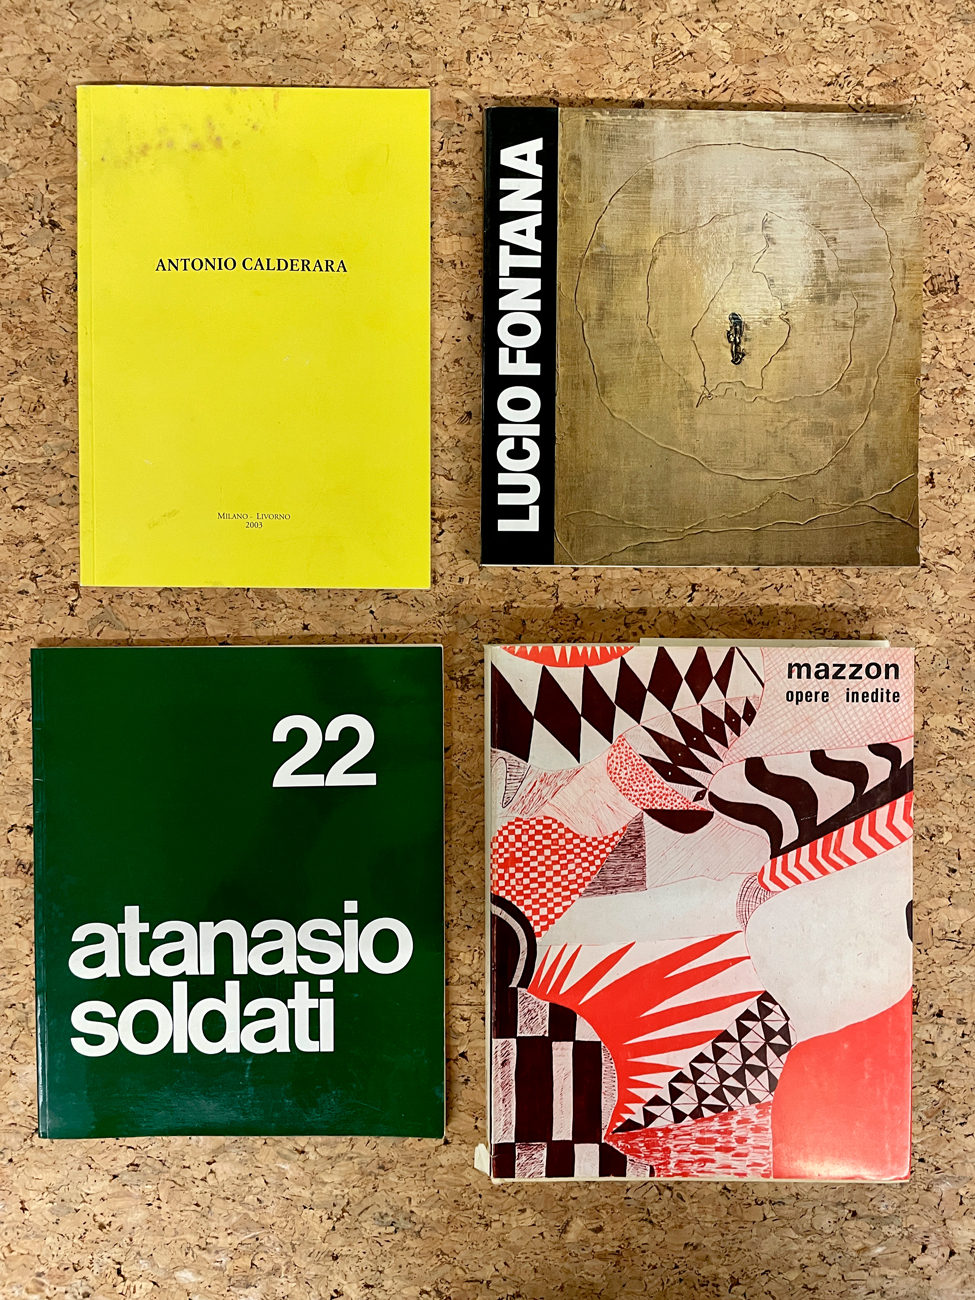 ANTONIO CALDERARA
MILANO - LIVORNO
2003
LUCIO FONTANA
22
atanasio
soldati
mazzon
opere inedite